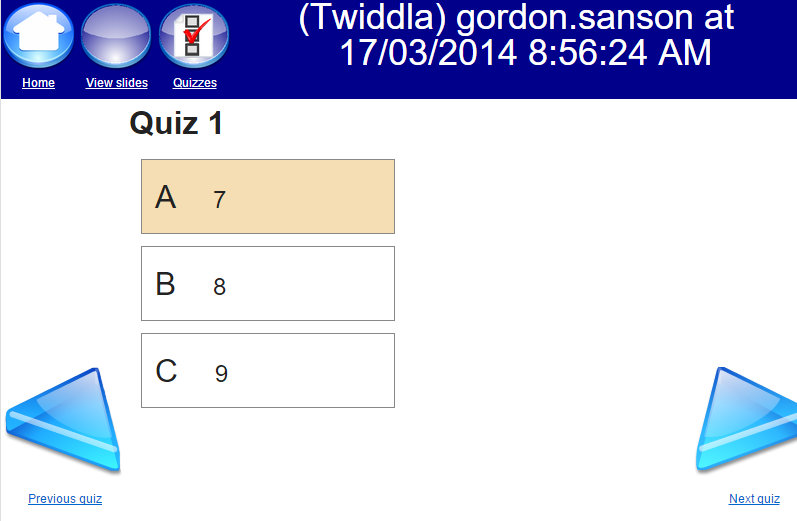 (Twiddla) gordon.sanson at
17/03/2014 8:56:24 AM
Home View slides Quizzes
Quiz 1
A 7
B 8
C 9
Previous quiz Next quiz